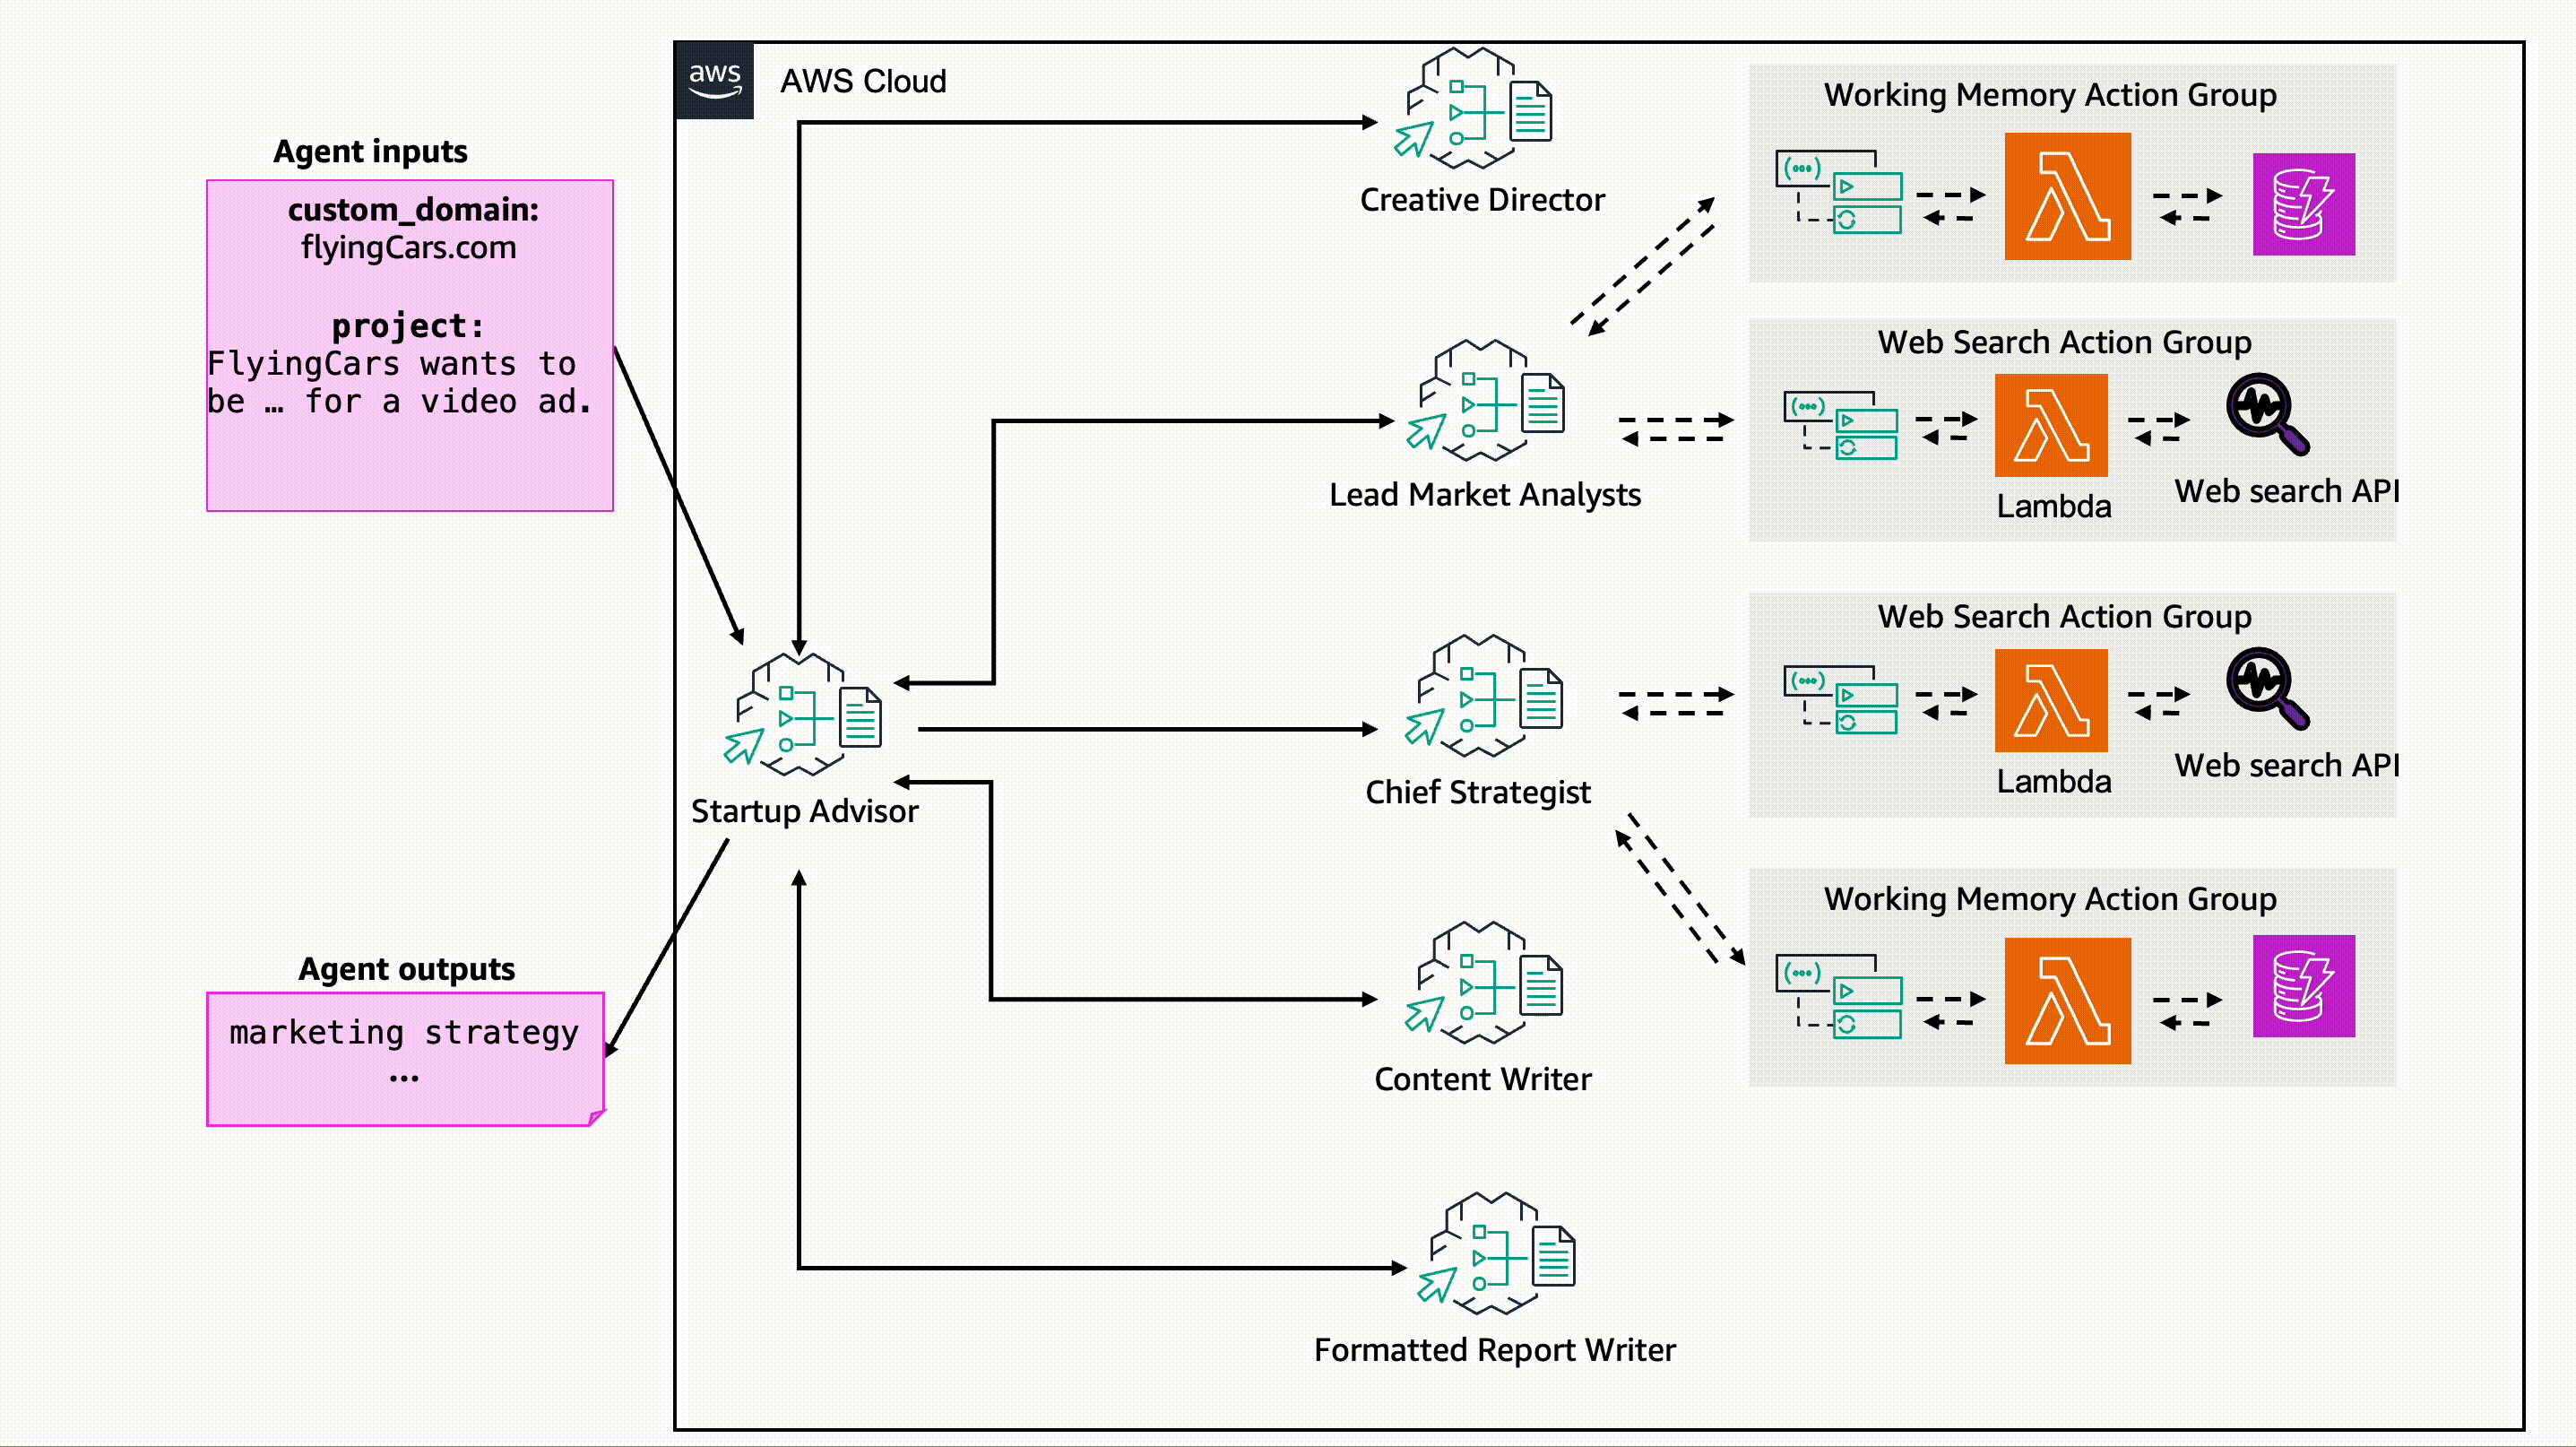 aws
AWS Cloud
Agent inputs
custom_domain:
flyingCars.com
project:
FlyingCars wants to
be … for a video ad.
Creative Director
Working Memory Action Group
Lead Market Analysts
Web Search Action Group
Lambda
Web search API
Startup Advisor
Chief Strategist
Web Search Action Group
Lambda
Web search API
Agent outputs
marketing strategy
…
Content Writer
Working Memory Action Group
Formatted Report Writer